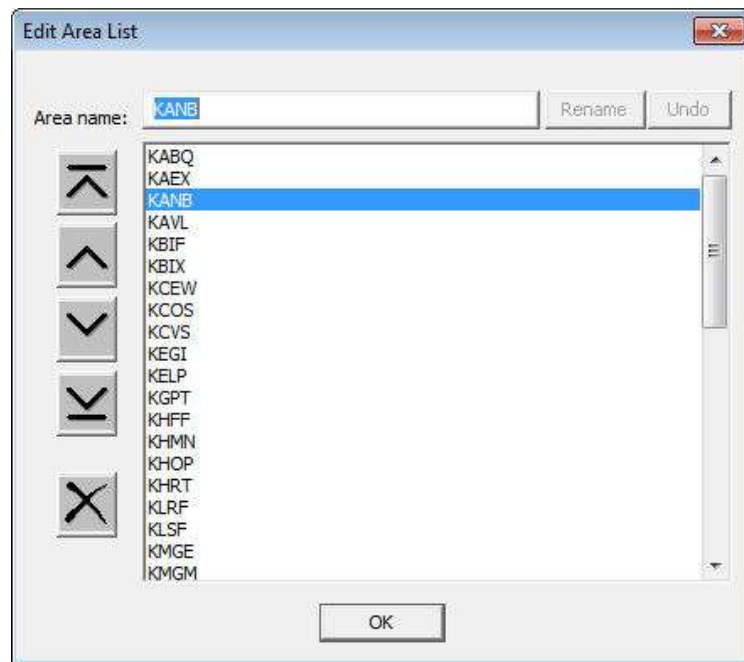 Edit Area List
Area name: KANB Rename Undo
KABQ
KAEX
KANB
KAVL
KBIF
KBIX
KCEW
KCOS
KCVS
KEGI
KELP
KGPT
KHFF
KHMN
KHOP
KHRT
KLRF
KLSF
KMGE
KMGM
OK